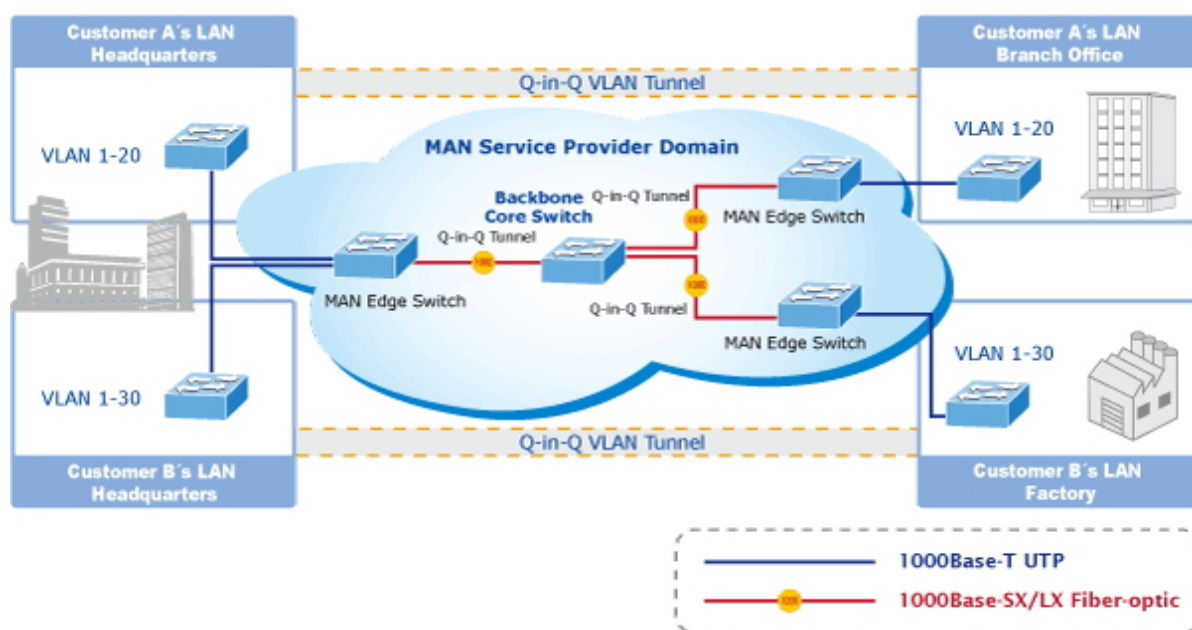 Customer A´s LAN
Headquarters
Customer A´s LAN
Branch Office
Q-in-Q VLAN Tunnel
VLAN 1-20
VLAN 1-20
MAN Service Provider Domain
Q-in-Q Tunnel
Backbone
Core Switch
MAN Edge Switch
Q-in-Q Tunnel
MAN Edge Switch
Q-in-Q Tunnel
MAN Edge Switch
VLAN 1-30
VLAN 1-30
Q-in-Q VLAN Tunnel
Customer B´s LAN
Headquarters
Customer B´s LAN
Factory
1000Base-T UTP
1000Base-SX/LX Fiber-optic